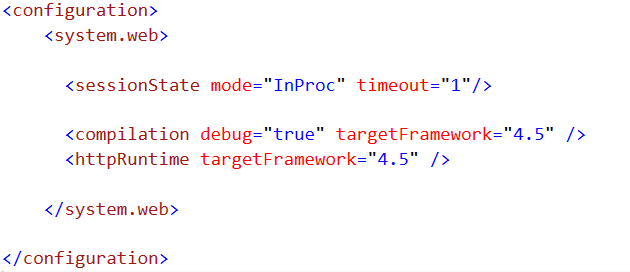 <configuration>
<system.web>
<sessionState mode="InProc" timeout="1"/>
<compilation debug="true" targetFramework="4.5" />
<httpRuntime targetFramework="4.5" />
</system.web>
</configuration>